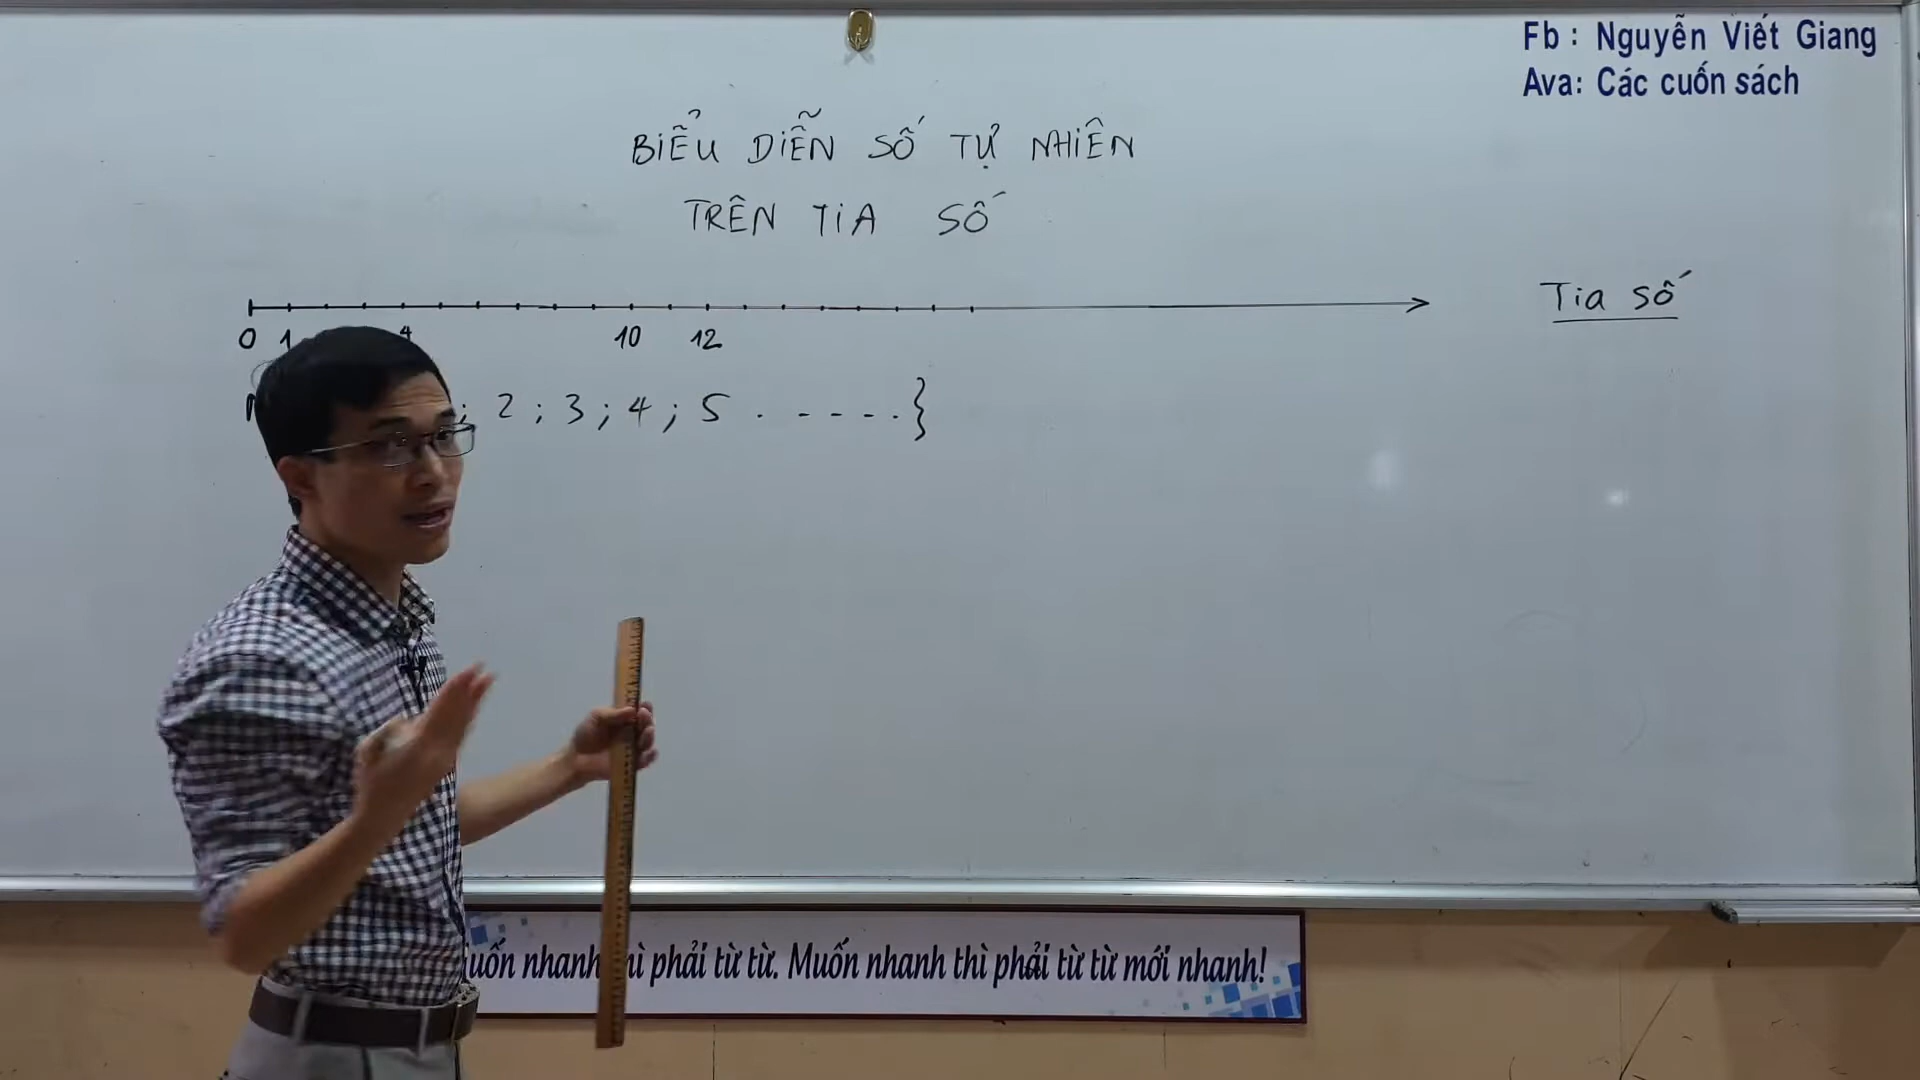 Fb : Nguyễn Viết Giang
Ava: Các cuốn sách
BIỂU DIỄN SỐ TỰ NHIÊN
TRÊN TIA SỐ
Tia số
0 1 4 10 12
; 2 ; 3 ; 4 ; 5 . - - - - . }
nhanh phải từ từ. Muốn nhanh thì phải từ từ mới nhanh!